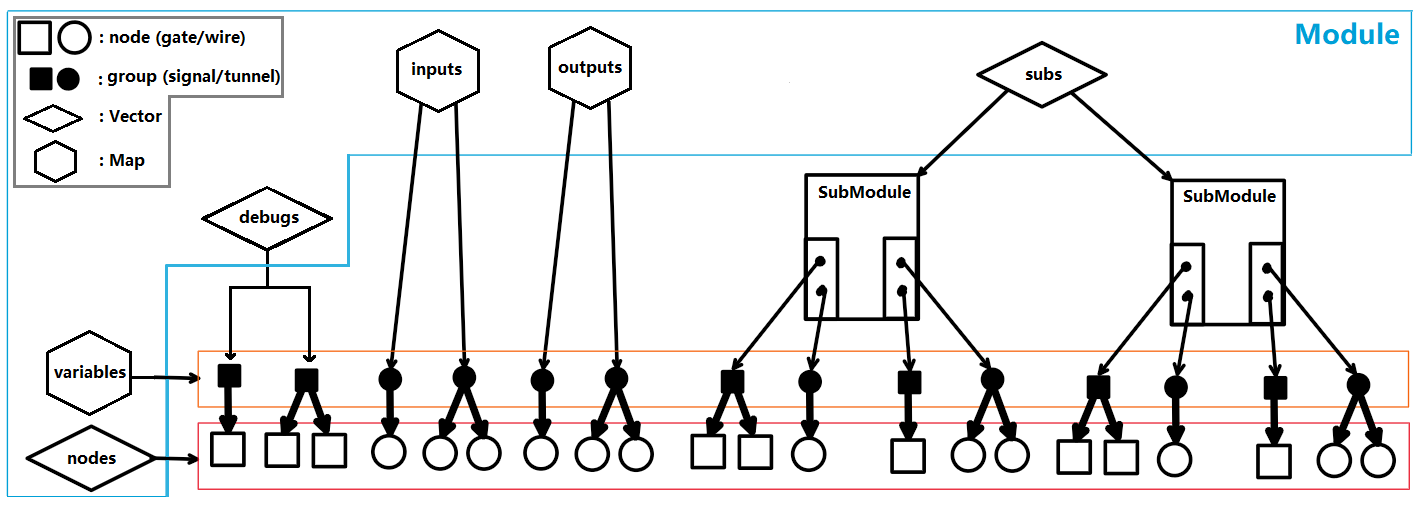 Module
: node (gate/wire)
: group (signal/tunnel)
: Vector
: Map
inputs
outputs
subs
debugs
SubModule
SubModule
variables
nodes